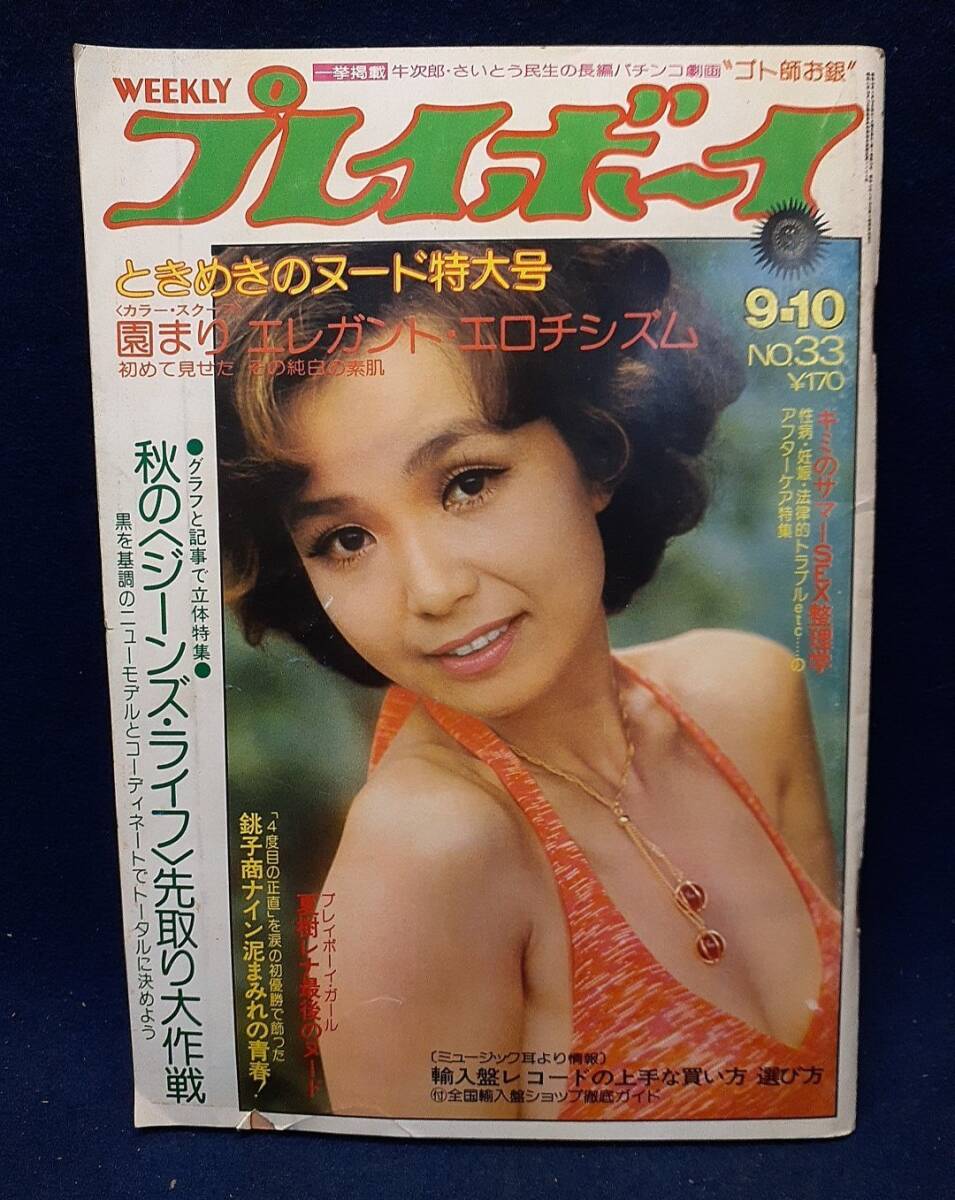 一挙掲載 牛次郎・さいとう民生の長編パチンコ劇画 "ゴト師お銀"
WEEKLY
プレイボーイ
ときめきのヌード特大号
〈カラー・スクープ
園まり エレガント・エロチシズム
初めて見せた その純白の素肌
9・10
NO.33
¥170
キミのサマーSEX整理学
性病・妊娠・法律的トラブルetc……の
アフターケア特集
●グラフと記事で立体特集●
秋の〈ジーンズ・ライフ〉先取り大作戦
黒を基調のニューモデルとコーディネートでトータルに決めよう
「4度目の正直」を涙の初優勝で飾った
銚子商ナイン泥まみれの青春!
プレイボーイ・ガール
夏樹レナ最後のヌード
〔ミュージック耳より情報〕
輸入盤レコードの上手な買い方 選び方
付全国輸入盤ショップ徹底ガイド